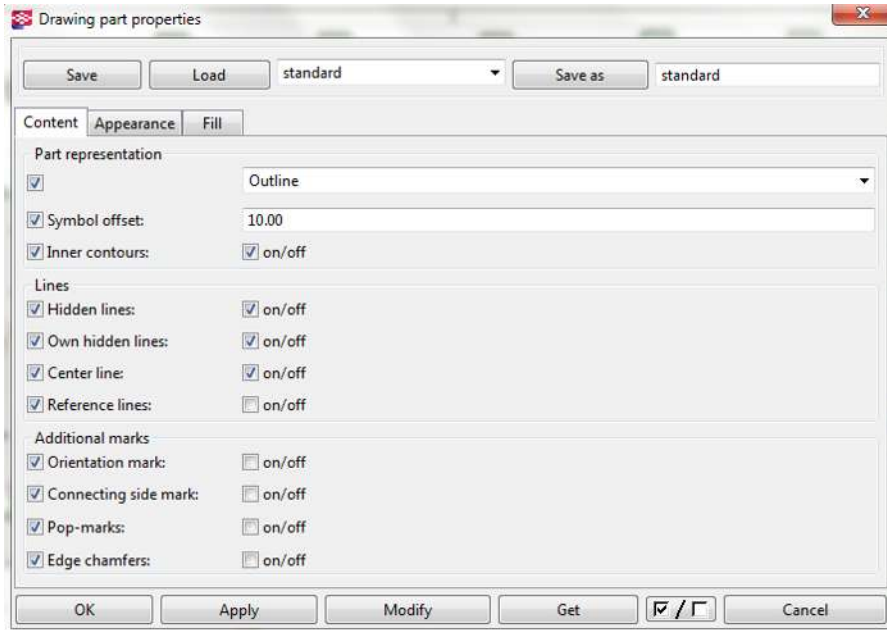 Drawing part properties
Save Load standard Save as standard
Content Appearance Fill
Part representation
Outline
Symbol offset: 10.00
Inner contours: on/off
Lines
Hidden lines: on/off
Own hidden lines: on/off
Center line: on/off
Reference lines: on/off
Additional marks
Orientation mark: on/off
Connecting side mark: on/off
Pop-marks: on/off
Edge chamfers: on/off
OK Apply Modify Get / Cancel